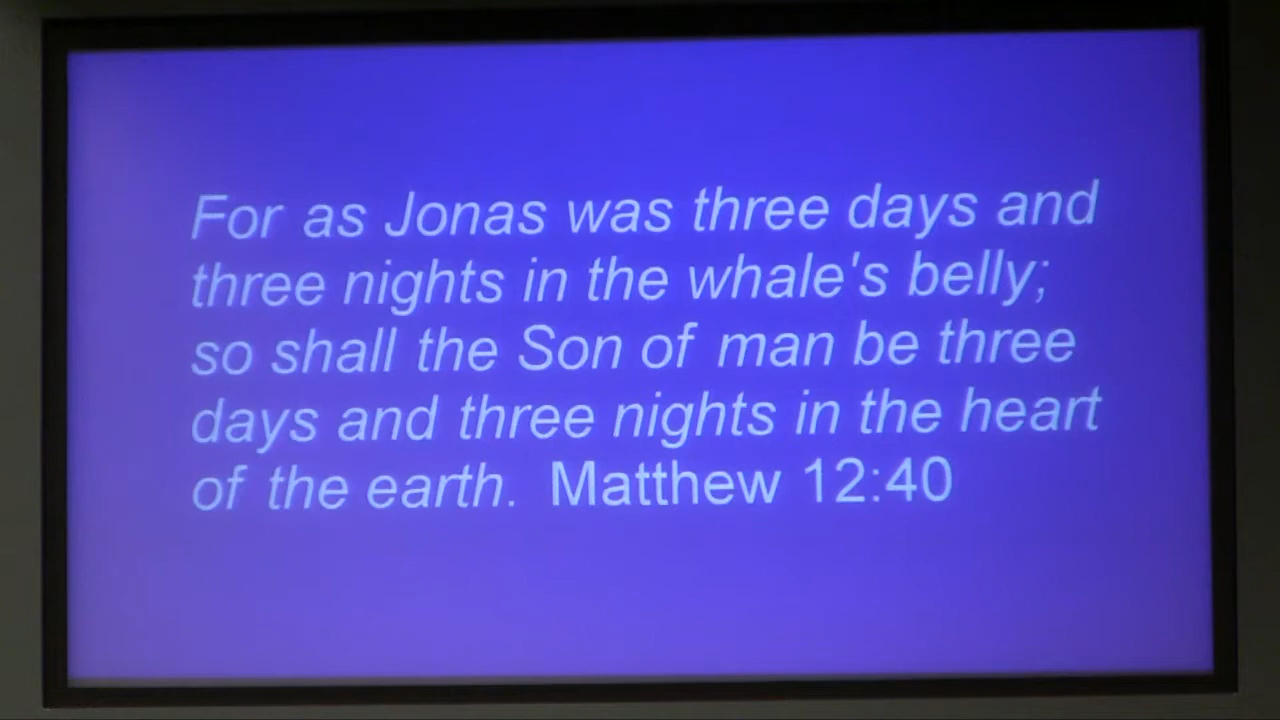 For as Jonas was three days and
three nights in the whale's belly;
so shall the Son of man be three
days and three nights in the heart
of the earth. Matthew 12:40